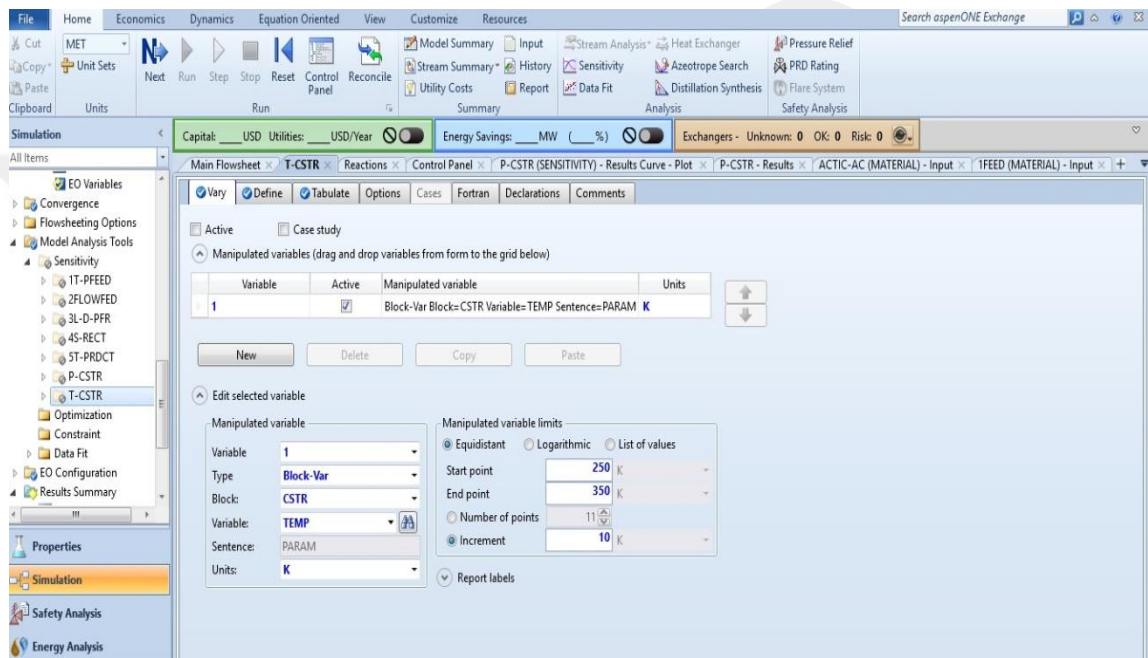 File Home Economics Dynamics Equation Oriented View Customize Resources Search aspenONE Exchange
Cut MET Model Summary Input Stream Analysis Heat Exchanger Pressure Relief
Copy Unit Sets Next Run Step Stop Reset Control Panel Reconcile Stream Summary History Sensitivity Azeotrope Search PRD Rating
Paste Utility Costs Report Data Fit Distillation Synthesis Flare System
Clipboard Units Run Summary Analysis Safety Analysis
Simulation Capital: ____USD Utilities: ____USD/Year Energy Savings: ____MW (____%) Exchangers - Unknown: 0 OK: 0 Risk: 0
All Items Main Flowsheet T-CSTR Reactions Control Panel P-CSTR (SENSITIVITY) - Results Curve - Plot P-CSTR - Results ACTIC-AC (MATERIAL) - Input 1FEED (MATERIAL) - Input +
EO Variables
Convergence
Flowsheeting Options
Model Analysis Tools
Sensitivity
1T-PFEED
2FLOWFED
3L-D-PFR
4S-RECT
5T-PRDCT
P-CSTR
T-CSTR
Optimization
Constraint
Data Fit
EO Configuration
Results Summary
Properties
Simulation
Safety Analysis
Energy Analysis
Vary Define Tabulate Options Cases Fortran Declarations Comments
Active Case study
Manipulated variables (drag and drop variables from form to the grid below)
Variable Active Manipulated variable Units
1 Block-Var Block=CSTR Variable=TEMP Sentence=PARAM K
New Delete Copy Paste
Edit selected variable
Manipulated variable
Variable 1
Type Block-Var
Block: CSTR
Variable: TEMP
Sentence: PARAM
Units: K
Manipulated variable limits
Equidistant Logarithmic List of values
Start point 250 K
End point 350 K
Number of points 11
Increment 10 K
Report labels